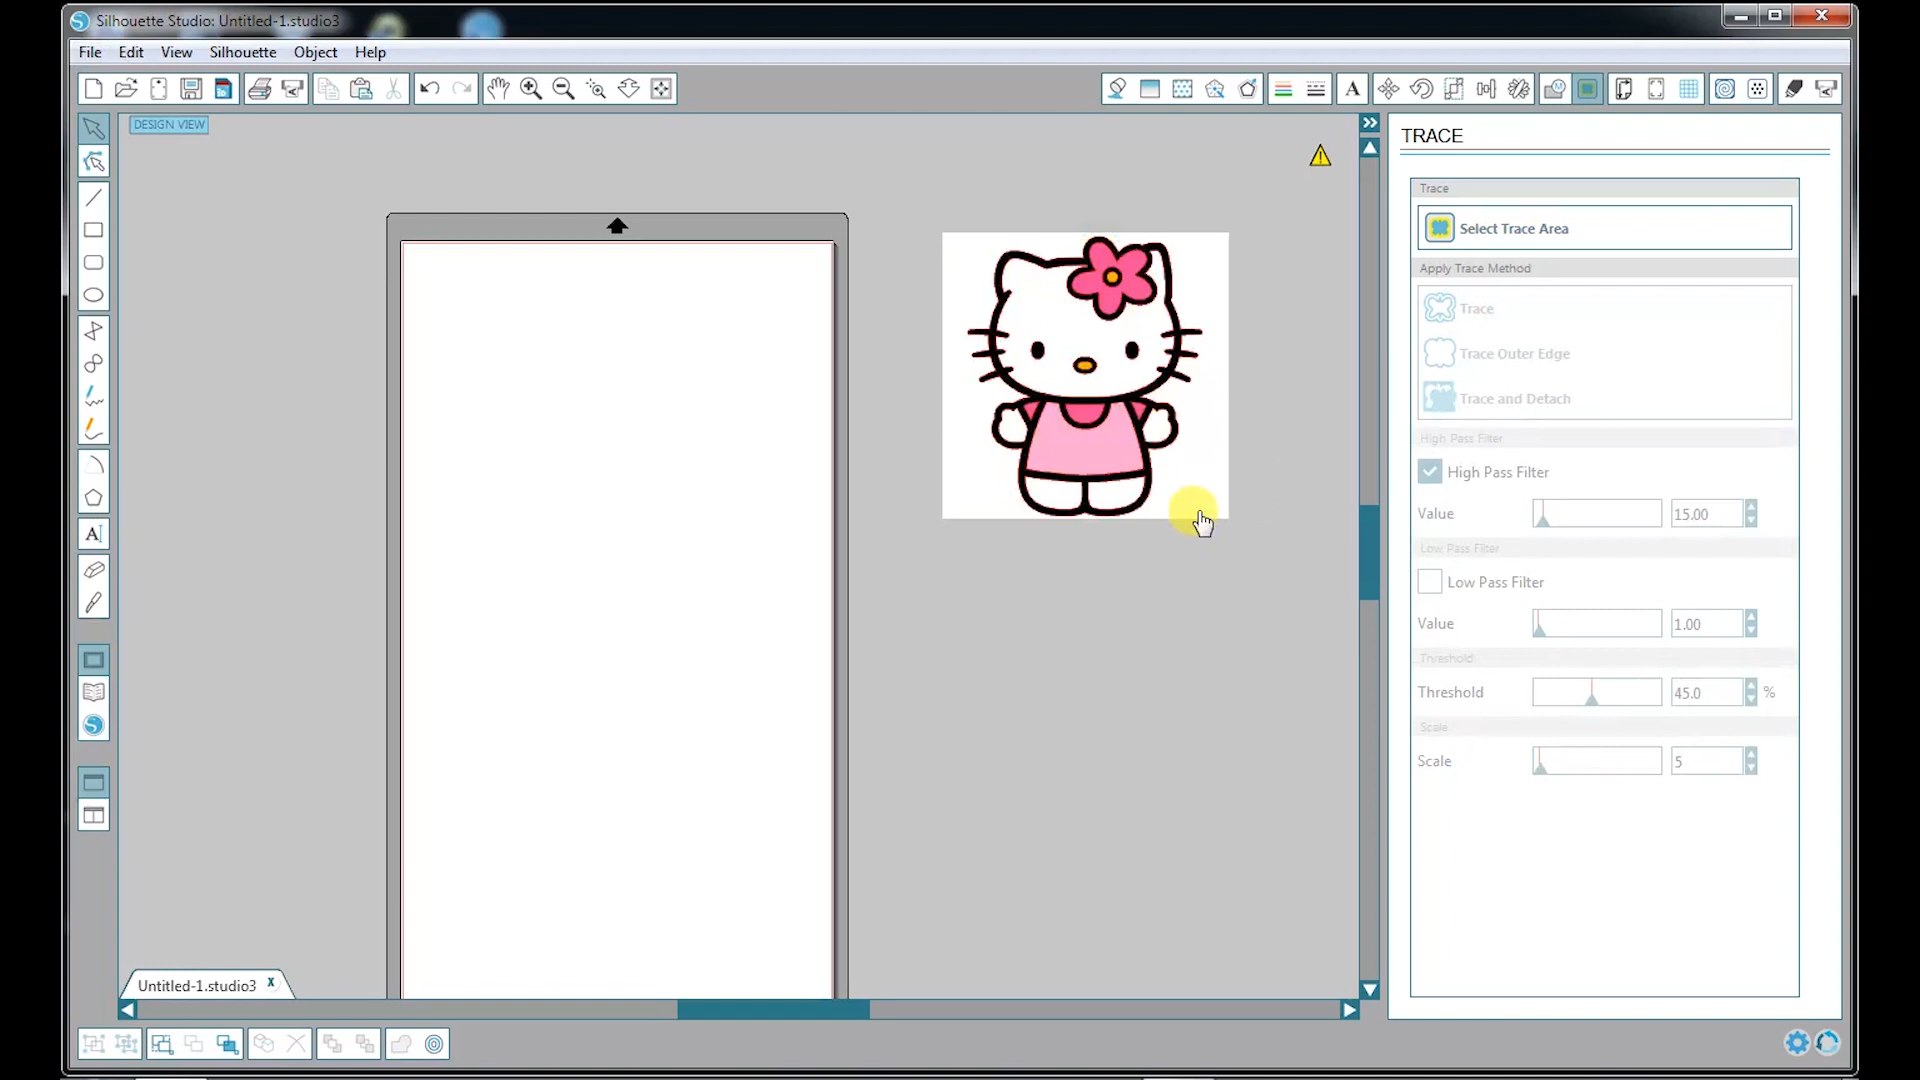 Silhouette Studio: Untitled-1.studio3
File Edit View Silhouette Object Help
DESIGN VIEW
TRACE
Trace
Select Trace Area
Apply Trace Method
Trace
Trace Outer Edge
Trace and Detach
High Pass Filter
High Pass Filter
Value 15.00
Low Pass Filter
Low Pass Filter
Value 1.00
Threshold
Threshold 45.0 %
Scale
Scale 5
Untitled-1.studio3 x